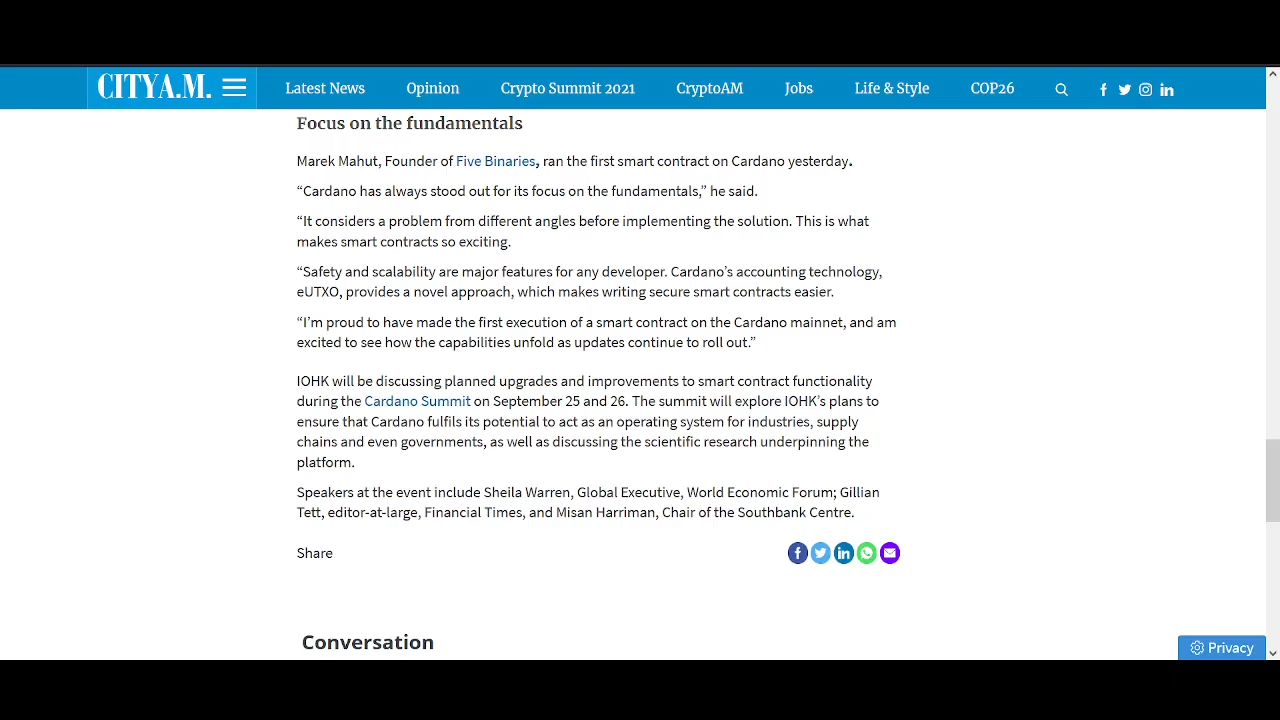 CITYA.M.
Latest News
Opinion
Crypto Summit 2021
CryptoAM
Jobs
Life & Style
COP26
Focus on the fundamentals
Marek Mahut, Founder of Five Binaries, ran the first smart contract on Cardano yesterday.
“Cardano has always stood out for its focus on the fundamentals,” he said.
“It considers a problem from different angles before implementing the solution. This is what
makes smart contracts so exciting.
“Safety and scalability are major features for any developer. Cardano’s accounting technology,
eUTXO, provides a novel approach, which makes writing secure smart contracts easier.
“I’m proud to have made the first execution of a smart contract on the Cardano mainnet, and am
excited to see how the capabilities unfold as updates continue to roll out.”
IOHK will be discussing planned upgrades and improvements to smart contract functionality
during the Cardano Summit on September 25 and 26. The summit will explore IOHK’s plans to
ensure that Cardano fulfils its potential to act as an operating system for industries, supply
chains and even governments, as well as discussing the scientific research underpinning the
platform.
Speakers at the event include Sheila Warren, Global Executive, World Economic Forum; Gillian
Tett, editor-at-large, Financial Times, and Misan Harriman, Chair of the Southbank Centre.
Share
Conversation
Privacy